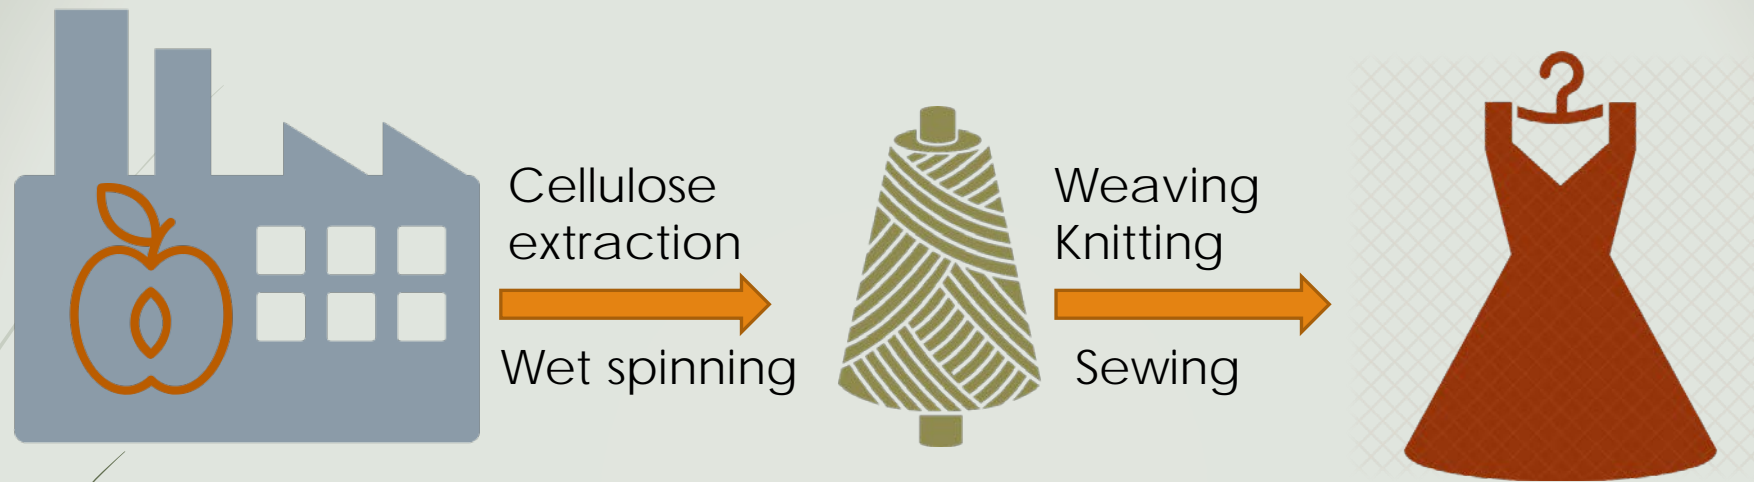 Cellulose
extraction
Wet spinning
Weaving
Knitting
Sewing